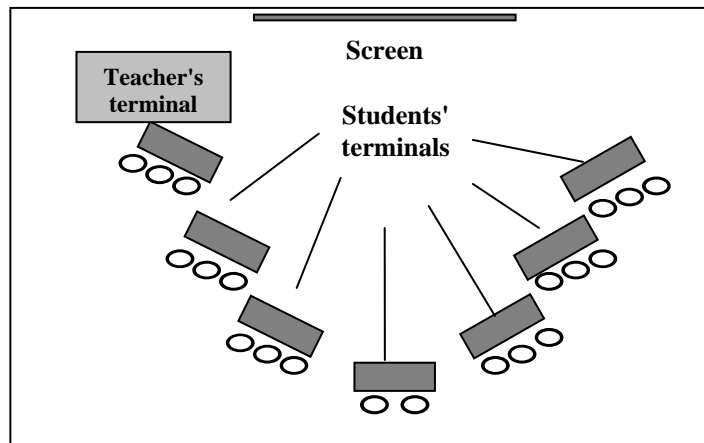 Screen
Teacher's
terminal
Students'
terminals